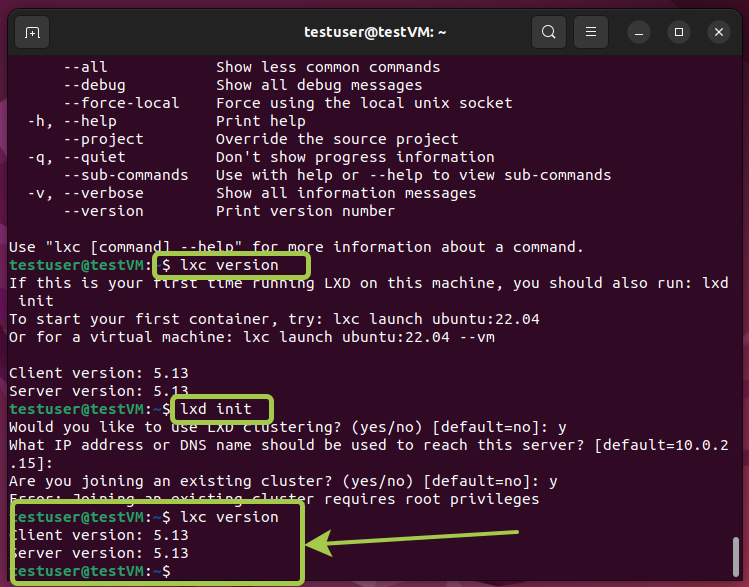 testuser@testVM: ~
--all Show less common commands
--debug Show all debug messages
--force-local Force using the local unix socket
-h, --help Print help
--project Override the source project
-q, --quiet Don't show progress information
--sub-commands Use with help or --help to view sub-commands
-v, --verbose Show all information messages
--version Print version number
Use "lxc [command] --help" for more information about a command.
testuser@testVM:~$ lxc version
If this is your first time running LXD on this machine, you should also run: lxd
init
To start your first container, try: lxc launch ubuntu:22.04
Or for a virtual machine: lxc launch ubuntu:22.04 --vm
Client version: 5.13
Server version: 5.13
testuser@testVM:~$ lxd init
Would you like to use LXD clustering? (yes/no) [default=no]: y
What IP address or DNS name should be used to reach this server? [default=10.0.2
.15]:
Are you joining an existing cluster? (yes/no) [default=no]: y
Error: Joining an existing cluster requires root privileges
testuser@testVM:~$ lxc version
Client version: 5.13
Server version: 5.13
testuser@testVM:~$